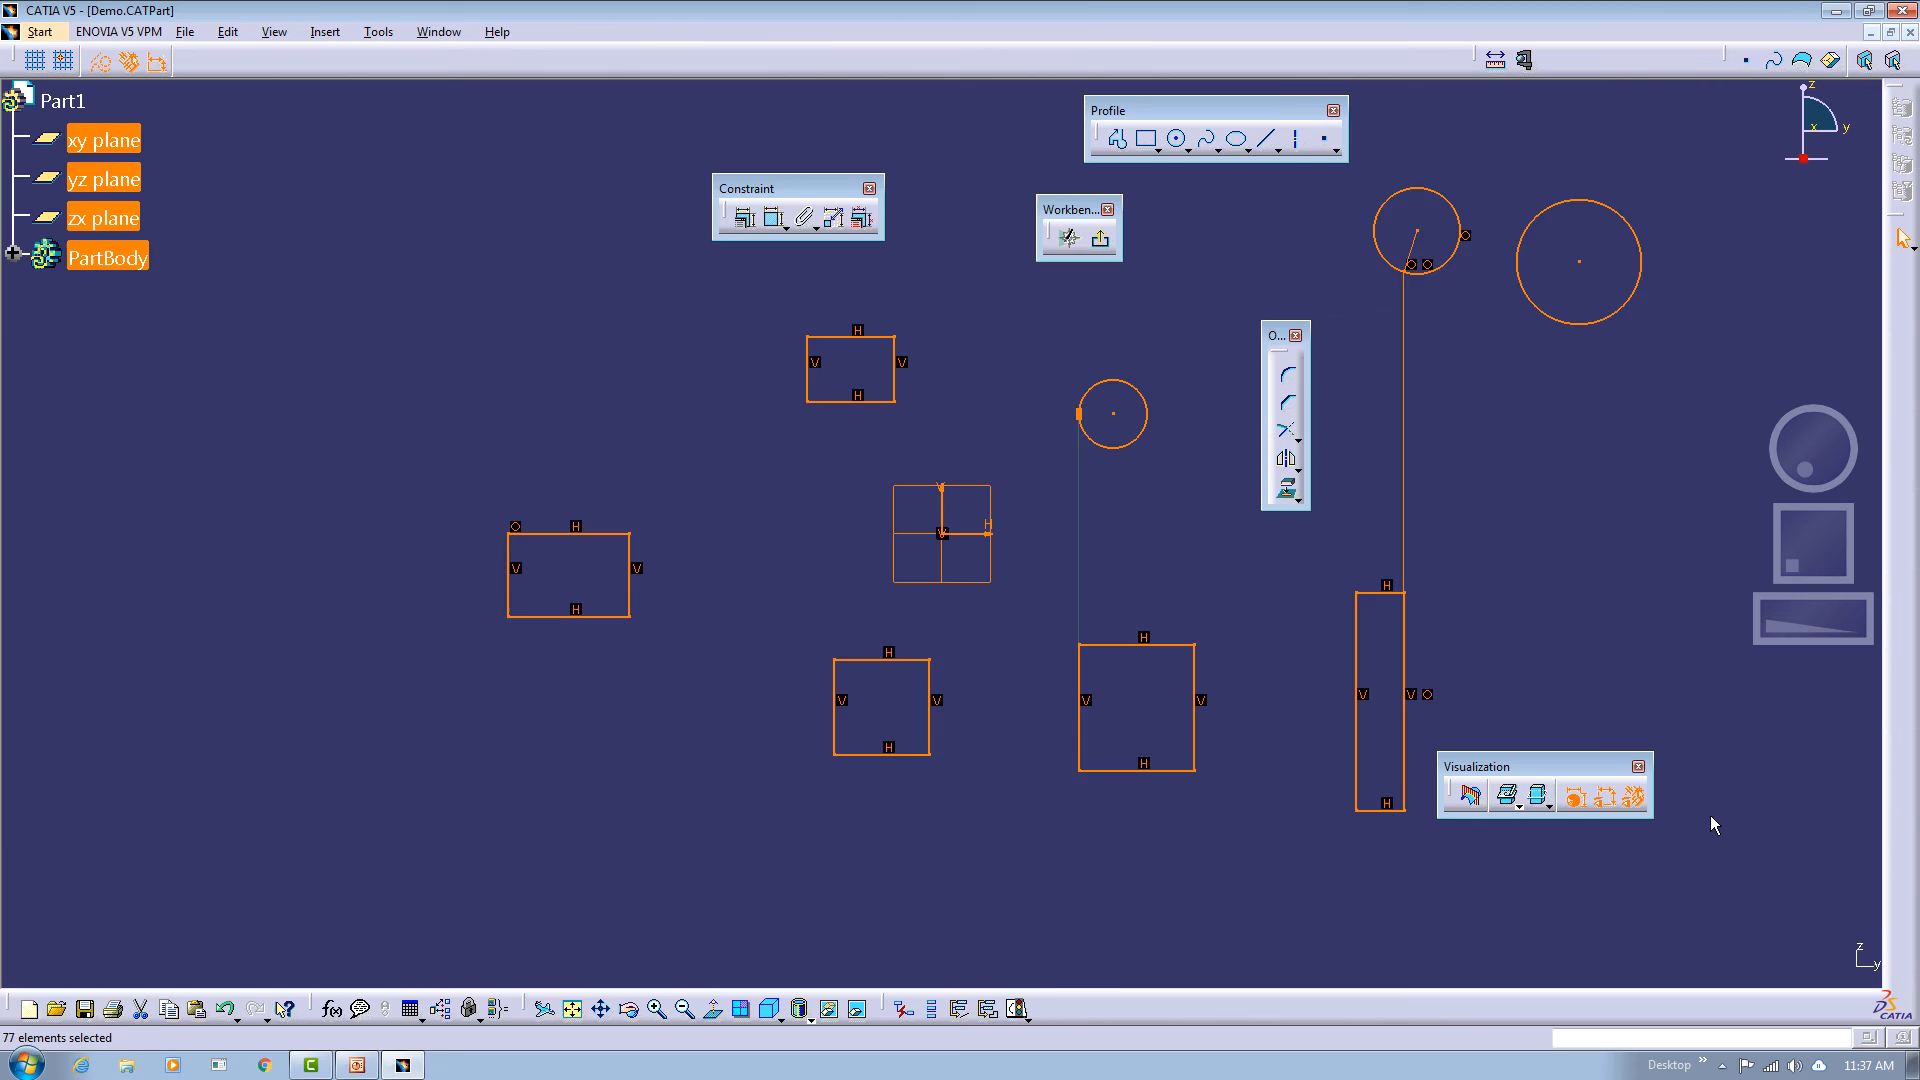 CATIA V5 - [Demo.CATPart]
Start ENOVIA V5 VPM File Edit View Insert Tools Window Help
Part1
xy plane
yz plane
zx plane
PartBody
Profile
Constraint
Workben...
O...
Visualization
z
x
y
H
V V
H
H
V V
H
V
H
V
H
V V
H
H
V V
H
H
V V
H
z
y
f(x)
CATIA
77 elements selected
Desktop
11:37 AM